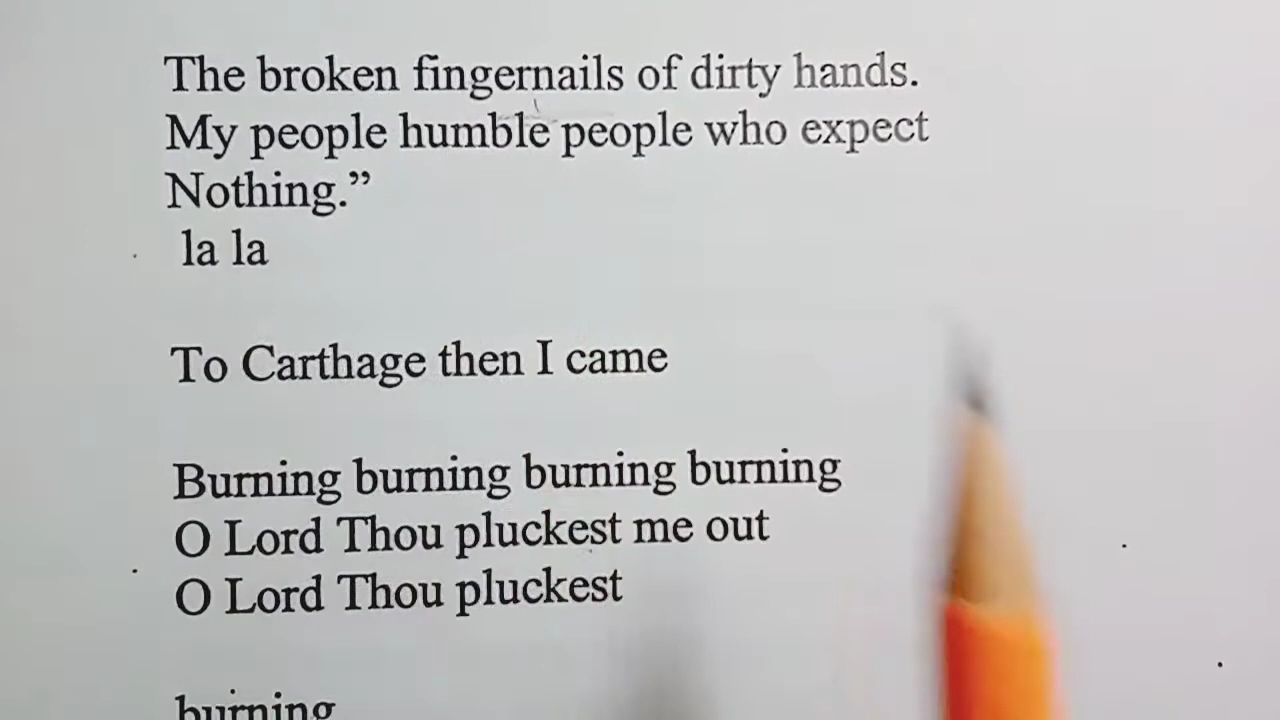 The broken fingernails of dirty hands.
My people humble people who expect
Nothing.”
la la
To Carthage then I came
Burning burning burning burning
O Lord Thou pluckest me out
O Lord Thou pluckest
burning